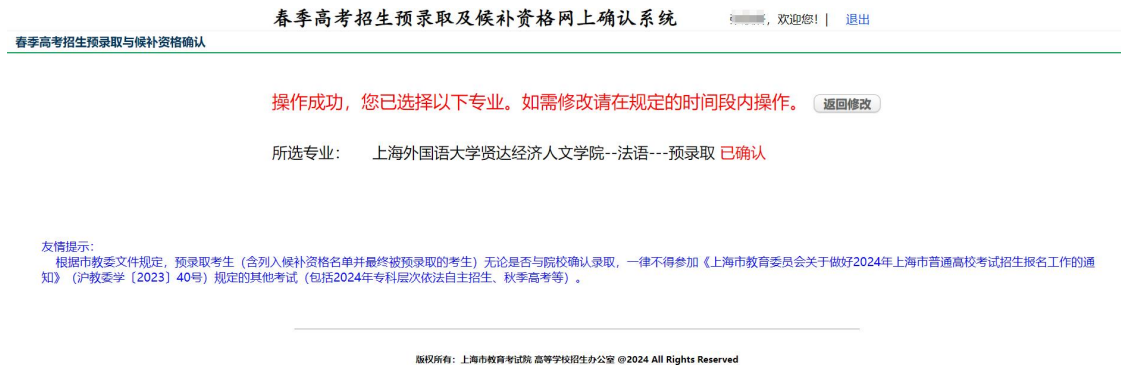 春季高考招生预录取及候补资格网上确认系统 ，欢迎您！| 退出
春季高考招生预录取与候补资格确认
操作成功，您已选择以下专业。如需修改请在规定的时间段内操作。 返回修改
所选专业： 上海外国语大学贤达经济人文学院--法语---预录取 已确认
友情提示：
根据市教委文件规定，预录取考生（含列入候补资格名单并最终被预录取的考生）无论是否与院校确认录取，一律不得参加《上海市教育委员会关于做好2024年上海市普通高校考试招生报名工作的通
知》（沪教委学〔2023〕40号）规定的其他考试（包括2024年专科层次依法自主招生、秋季高考等）。
版权所有：上海市教育考试院 高等学校招生办公室 @2024 All Rights Reserved